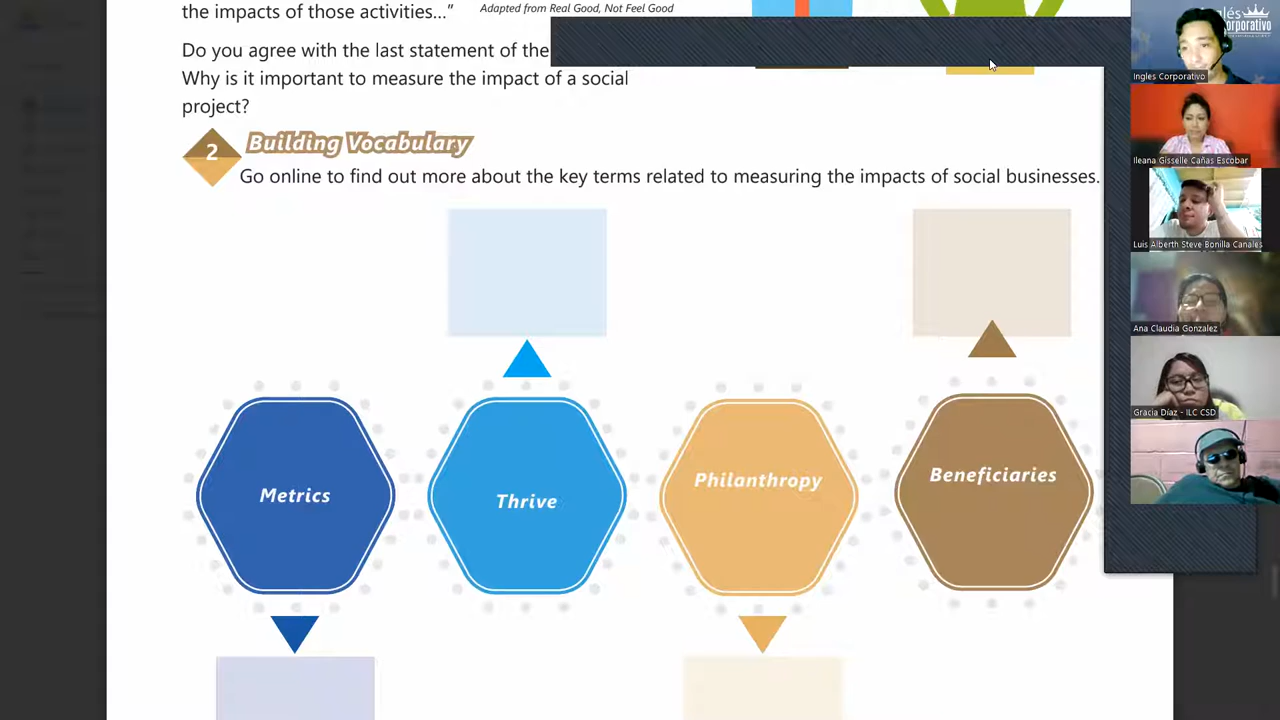 the impacts of those activities…"
Adapted from Real Good, Not Feel Good
Do you agree with the last statement of the
Why is it important to measure the impact of a social
project?
2
Building Vocabulary
Go online to find out more about the key terms related to measuring the impacts of social businesses.
Metrics
Thrive
Philanthropy
Beneficiaries
Ingles Corporativo
Ileana Gisselle Cañas Escobar
Luis Alberth Steve Bonilla Canales
Ana Claudia Gonzalez
Gracia Díaz - ILC CSD